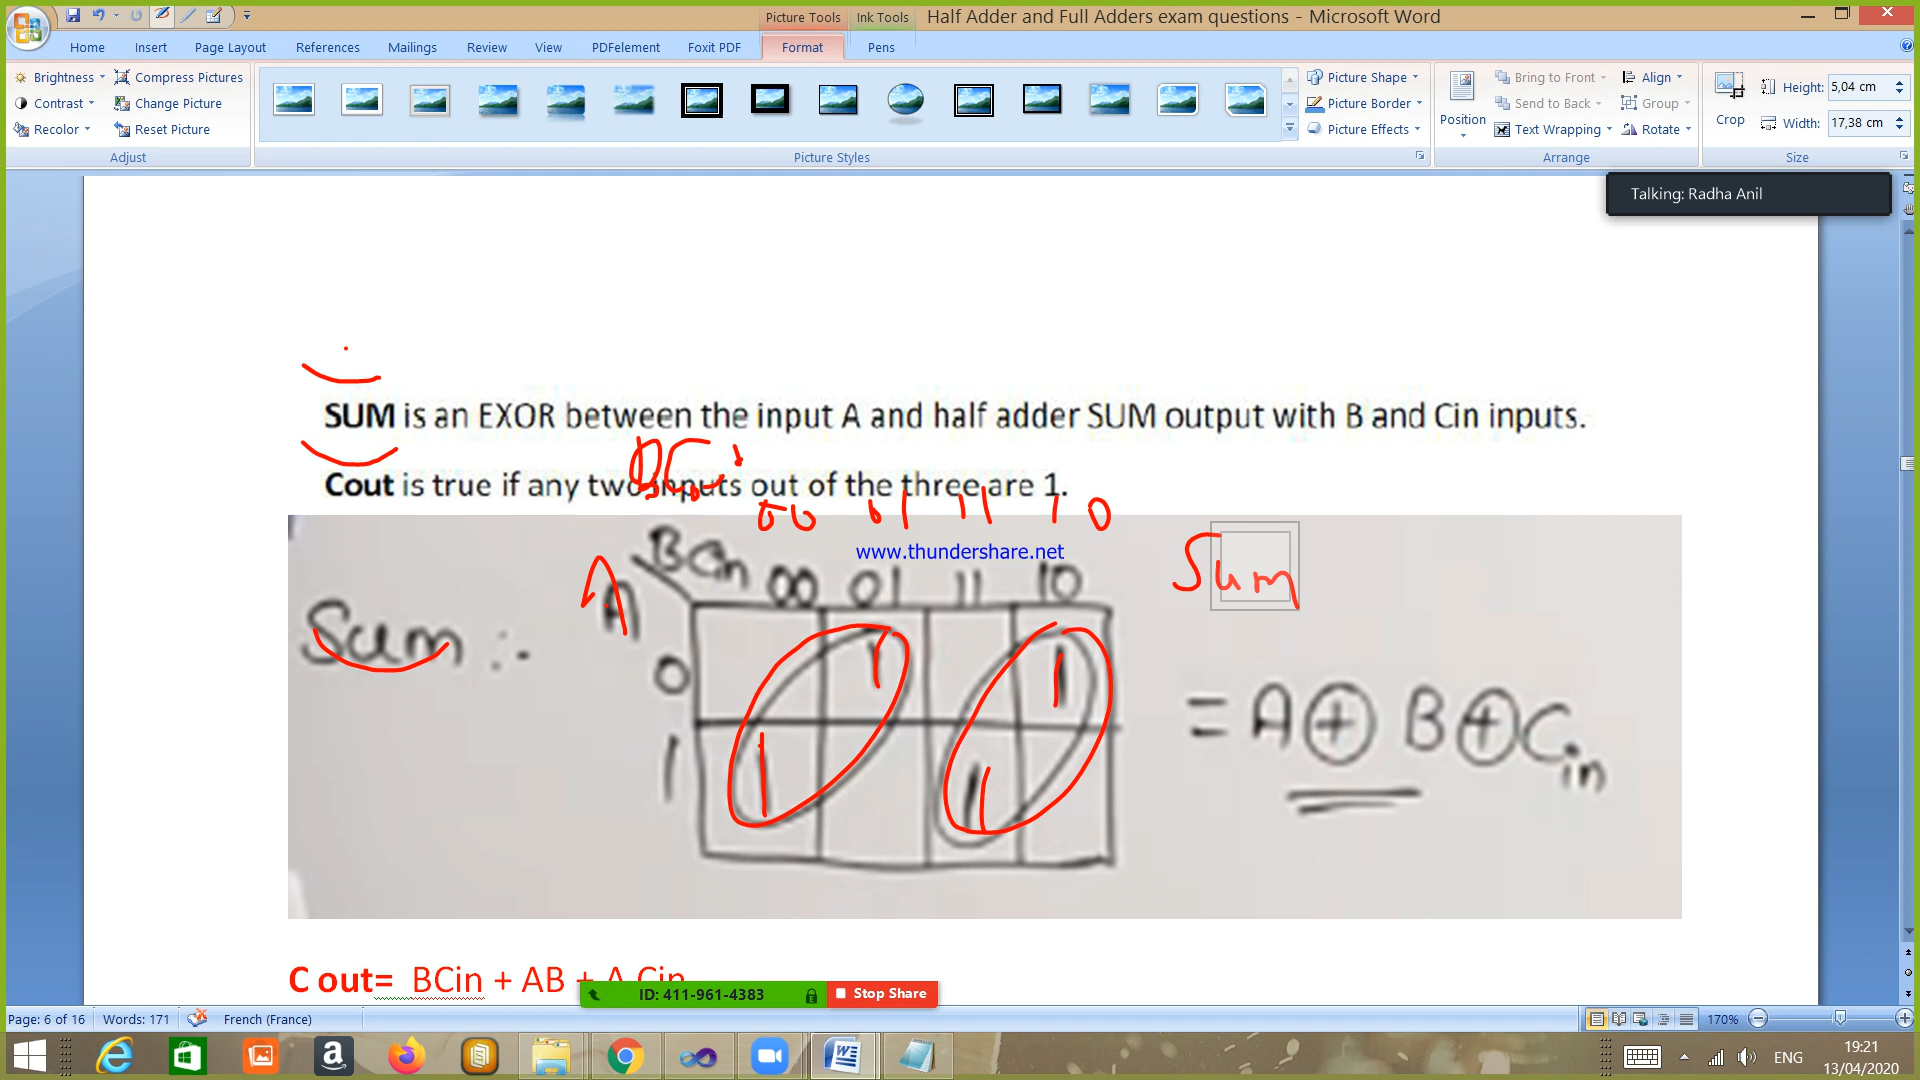 Picture Tools Ink Tools Half Adder and Full Adders exam questions - Microsoft Word
Home Insert Page Layout References Mailings Review View PDFelement Foxit PDF Format Pens
Brightness Compress Pictures
Contrast Change Picture
Recolor Reset Picture
Adjust
Picture Styles
Picture Shape
Picture Border
Picture Effects
Position
Bring to Front
Send to Back
Text Wrapping
Align
Group
Rotate
Arrange
Crop
Height: 5,04 cm
Width: 17,38 cm
Size
Talking: Radha Anil
SUM is an EXOR between the input A and half adder SUM output with B and Cin inputs.
Cout is true if any two inputs out of the three are 1.
BCi
00 01 11 10
www.thundershare.net
A BCin 00 01 11 10
A
Sum
Sum :-
0 1 1
1 1 1
= A ⊕ B ⊕ Cin
C out= BCin + AB + A Cin
ID: 411-961-4383 Stop Share
Page: 6 of 16 Words: 171 French (France) 170%
ENG
19:21
13/04/2020